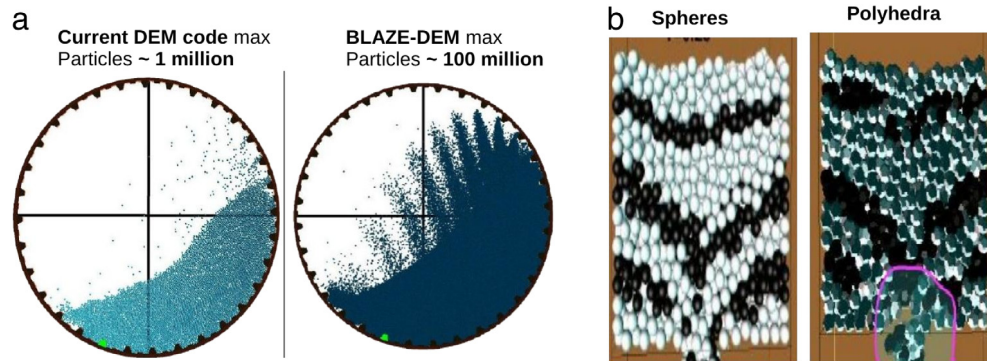 a
Current DEM code max
Particles ~ 1 million
BLAZE-DEM max
Particles ~ 100 million
b
Spheres
Polyhedra